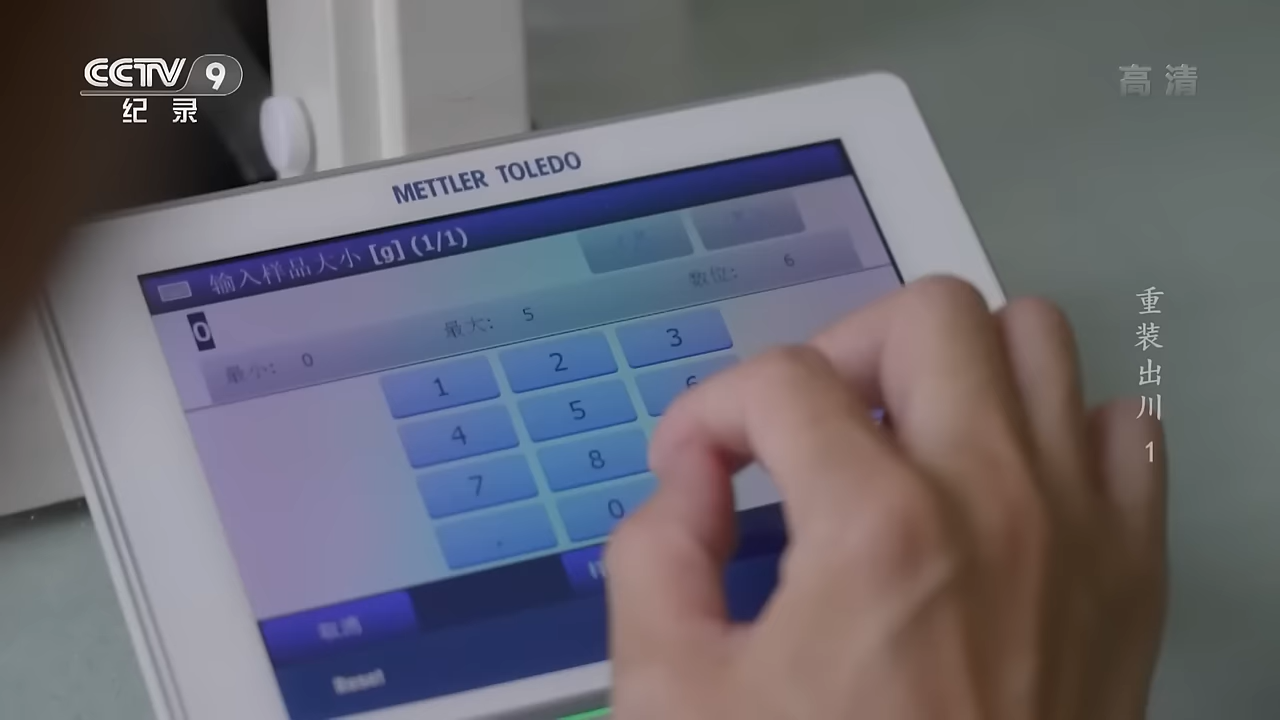 CCTV 9
纪录
高清
METTLER TOLEDO
输入样品大小 [g] (1/1)
0
最小: 0
最大: 5
数位: 6
1
2
3
4
5
6
7
8
.
0
取消
Reset
重装出川 1